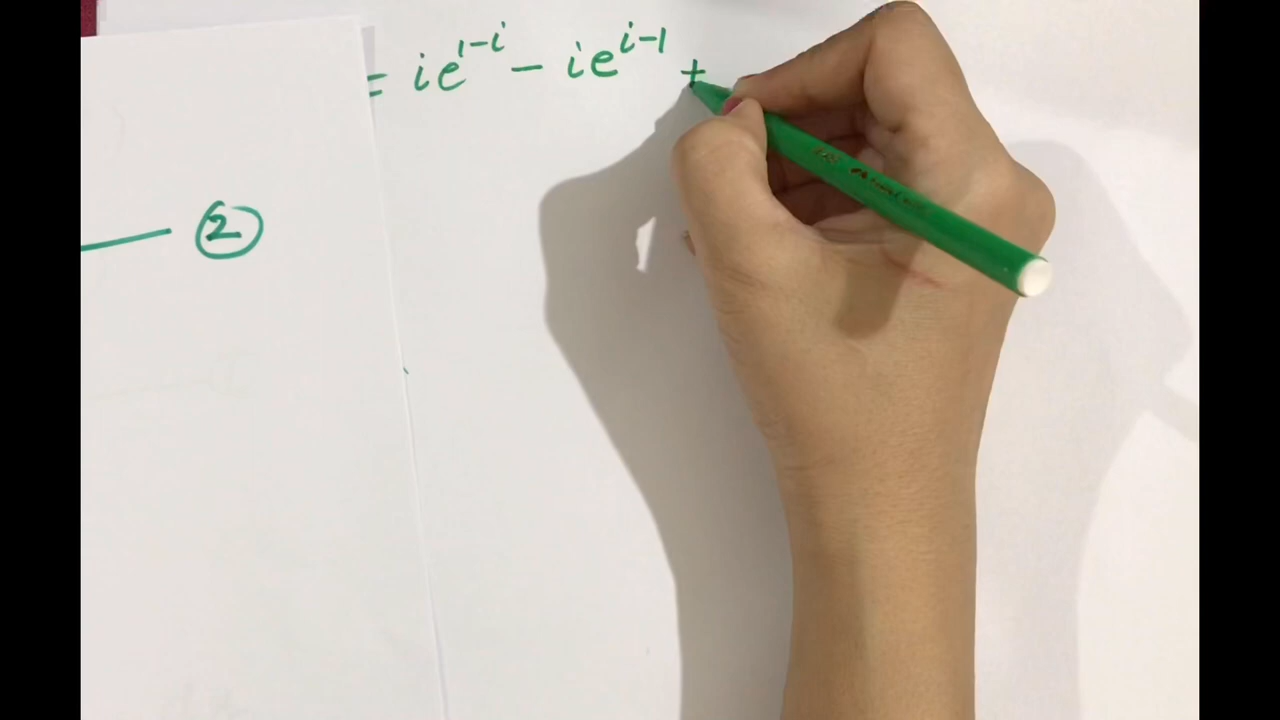 = ie^{1-i} - ie^{i-1} +
②